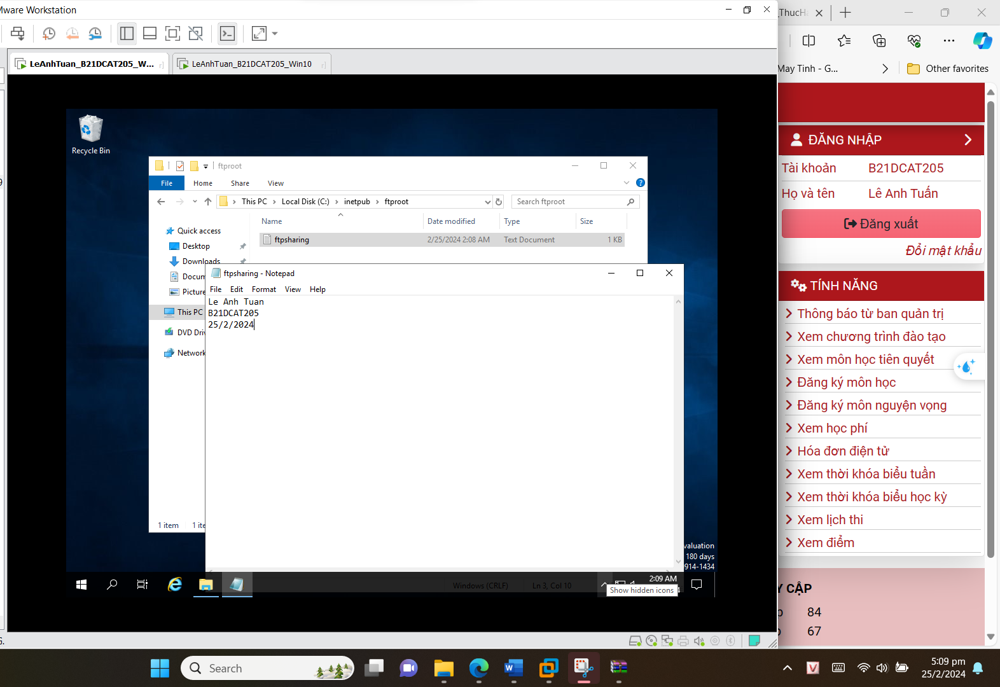 Mware Workstation
LeAnhTuan_B21DCAT205_W...
LeAnhTuan_B21DCAT205_Win10
Recycle Bin
ftproot
File
Home
Share
View
This PC
Local Disk (C:)
inetpub
ftproot
Search ftproot
Name
Date modified
Type
Size
Quick access
ftpsharing
2/25/2024 2:08 AM
Text Document
1 KB
Desktop
Downloads
Docum
Picture
This PC
DVD Driv
Network
1 item
1 ite
ftpsharing - Notepad
File
Edit
Format
View
Help
Le Anh Tuan
B21DCAT205
25/2/2024
Windows (CRLF)
Ln 3, Col 10
valuation
180 days
914-1434
2:09 AM
Show hidden icons
_ThucH
May Tinh - G...
Other favorites
ĐĂNG NHẬP
Tài khoản
B21DCAT205
Họ và tên
Lê Anh Tuấn
Đăng xuất
Đổi mật khẩu
TÍNH NĂNG
Thông báo từ ban quản trị
Xem chương trình đào tạo
Xem môn học tiên quyết
Đăng ký môn học
Đăng ký môn nguyện vọng
Xem học phí
Hóa đơn điện tử
Xem thời khóa biểu tuần
Xem thời khóa biểu học kỳ
Xem lịch thi
Xem điểm
Y CẬP
84
67
Search
5:09 pm
25/2/2024